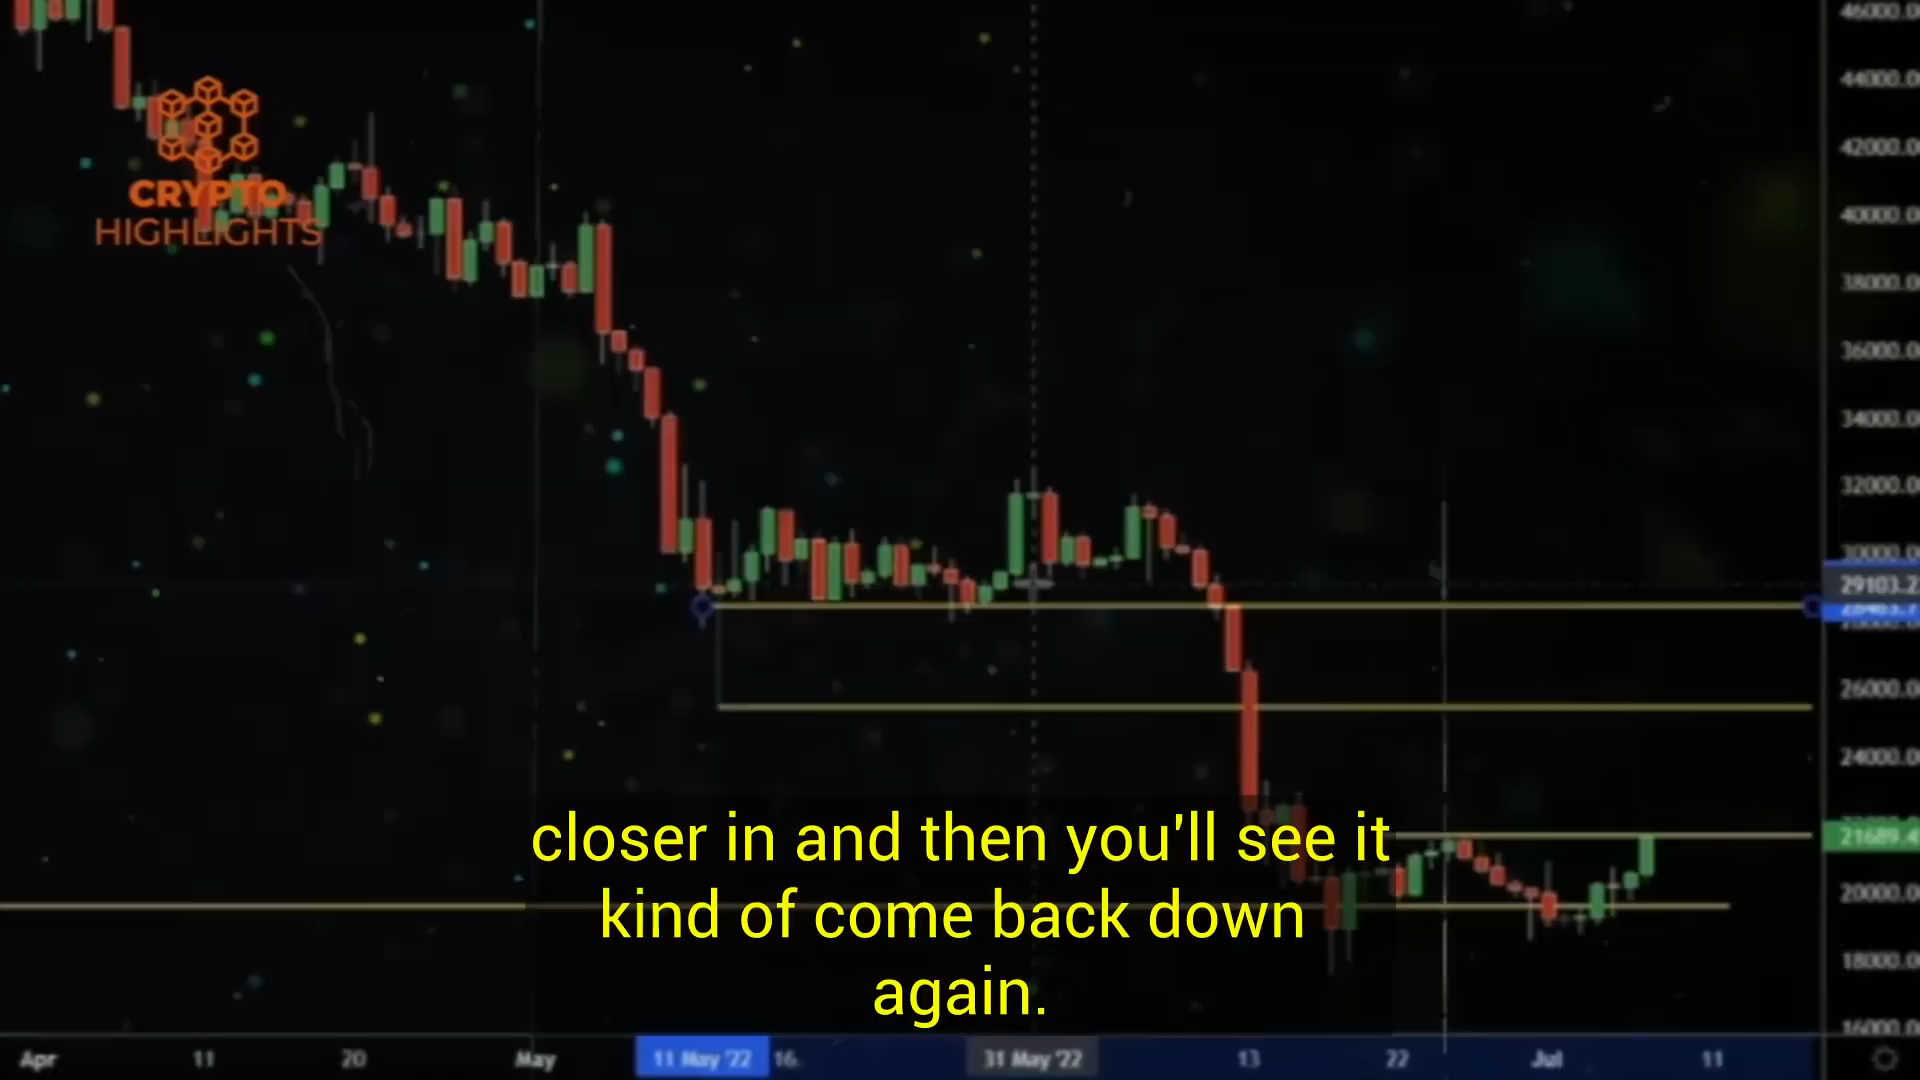 46000.0
44000.0
CRYPTO
HIGHLIGHTS
42000.0
40000.0
38000.0
36000.0
34000.0
32000.0
30000.0
29103.2
26000.0
24000.0
closer in and then you'll see it
21689.4
kind of come back down
20000.0
again.
18000.0
16000.0
Apr 11 20 May 11 May '22 16 31 May '22 13 22 Jul 11